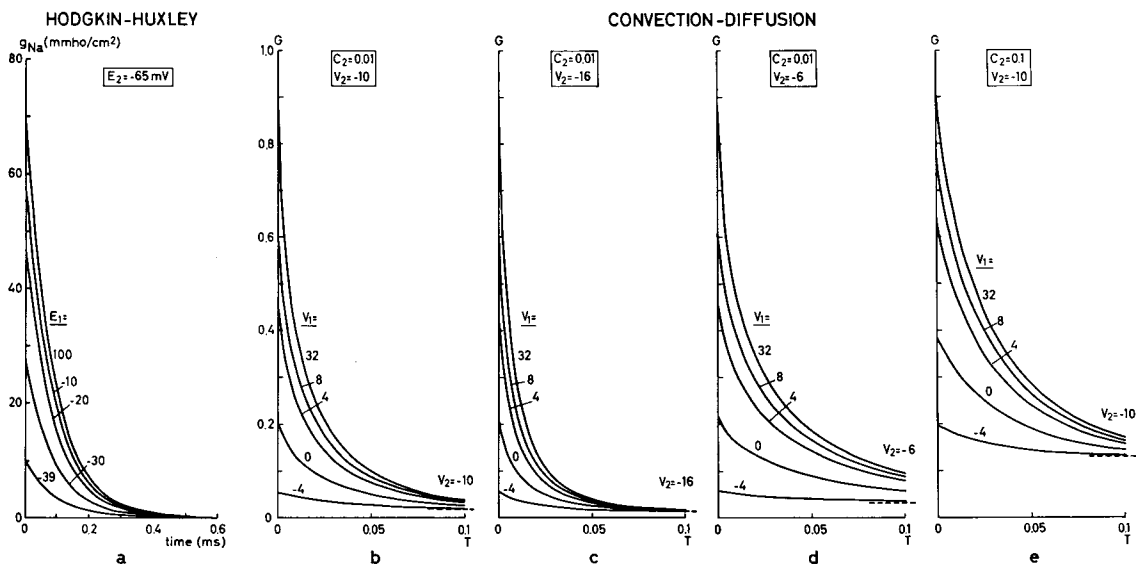 HODGKIN-HUXLEY
CONVECTION-DIFFUSION
gNa(mmho/cm²)
80
60
40
20
0
E2=-65 mV
E1=
100
-10
-20
-30
-39
0
0.2
0.4
0.6
time (ms)
a
G
1,0
0,8
0,6
0,4
0,2
0
C2=0,01
V2=-10
V1=
32
8
4
0
-4
V2=-10
0
0.05
0.1
T
b
G
C2=0,01
V2=-16
V1=
32
8
4
0
-4
V2=-16
0
0.05
0.1
T
c
G
C2=0,01
V2=-6
V1=
32
4
0
-4
V2=-6
0
0.05
0.1
T
d
G
C2=0,1
V2=-10
V1=
32
8
4
0
-4
V2=-10
0
0.05
0.1
T
e